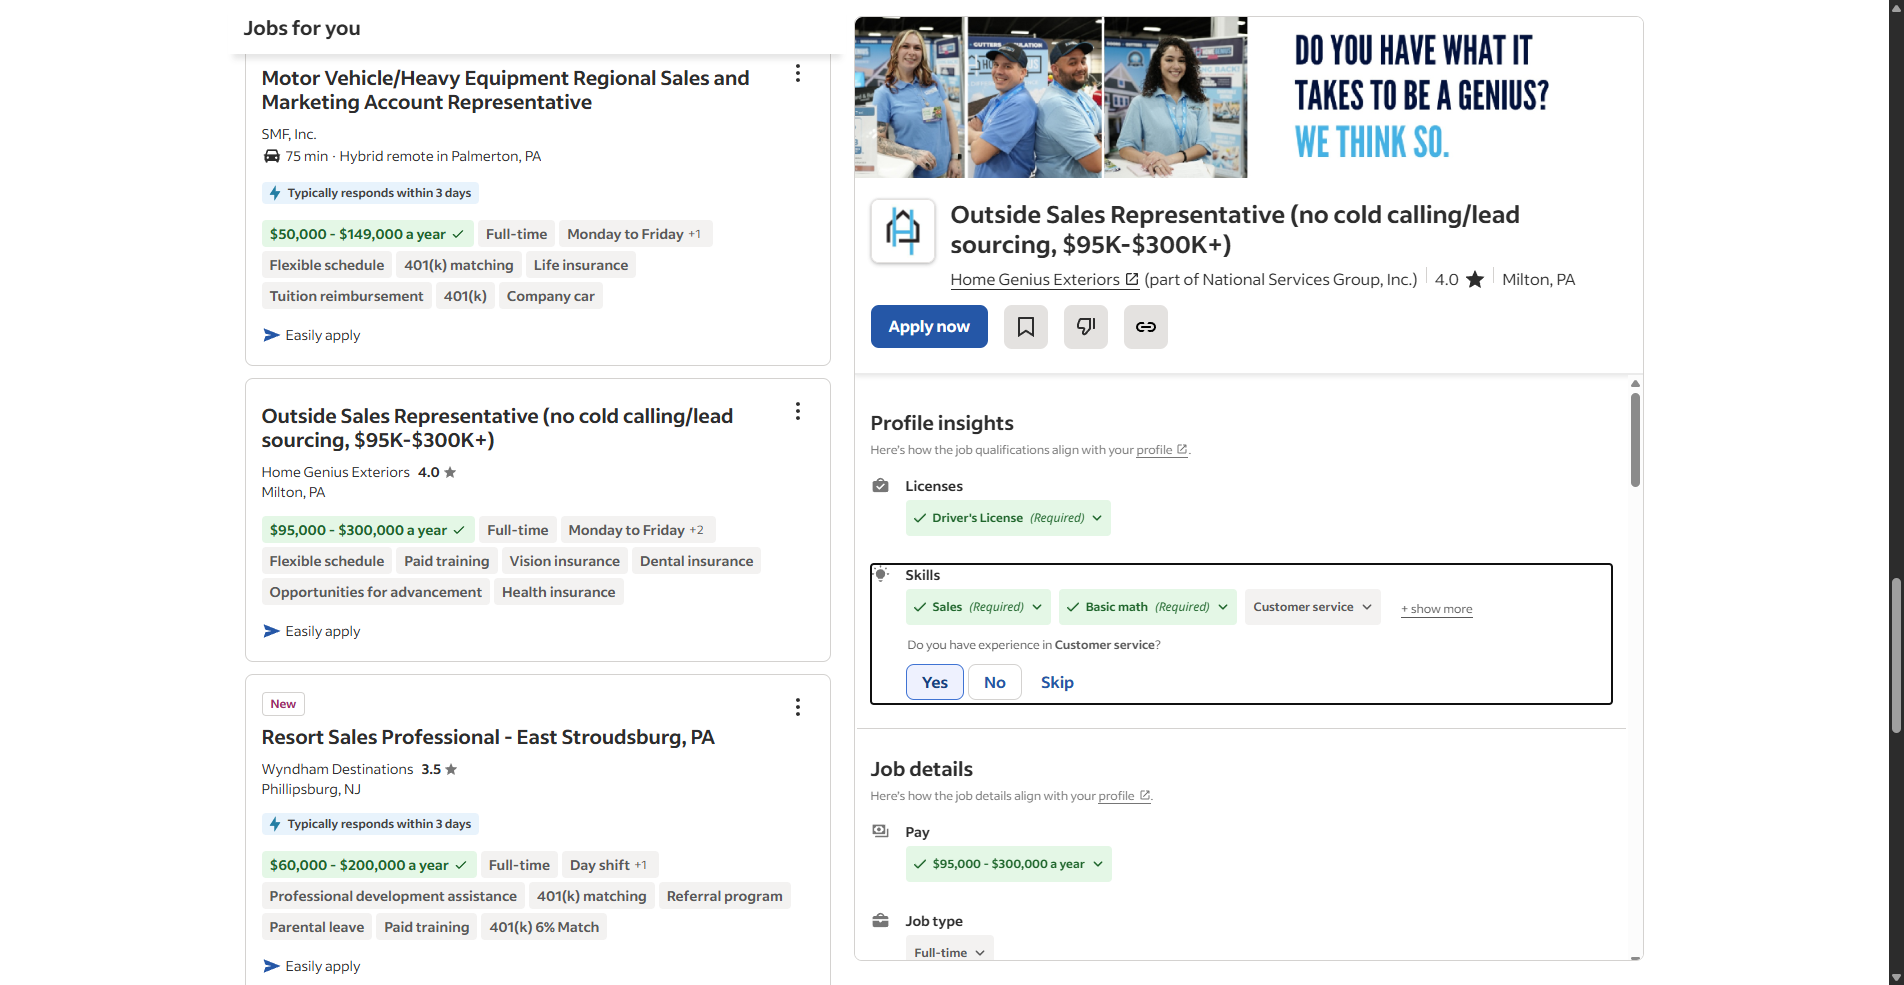 Jobs for you
Motor Vehicle/Heavy Equipment Regional Sales and
Marketing Account Representative
SMF, Inc.
75 min · Hybrid remote in Palmerton, PA
Typically responds within 3 days
$50,000 - $149,000 a year Full-time Monday to Friday +1
Flexible schedule 401(k) matching Life insurance
Tuition reimbursement 401(k) Company car
Easily apply
Outside Sales Representative (no cold calling/lead
sourcing, $95K-$300K+)
Home Genius Exteriors 4.0
Milton, PA
$95,000 - $300,000 a year Full-time Monday to Friday +2
Flexible schedule Paid training Vision insurance Dental insurance
Opportunities for advancement Health insurance
Easily apply
New
Resort Sales Professional - East Stroudsburg, PA
Wyndham Destinations 3.5
Phillipsburg, NJ
Typically responds within 3 days
$60,000 - $200,000 a year Full-time Day shift +1
Professional development assistance 401(k) matching Referral program
Parental leave Paid training 401(k) 6% Match
Easily apply
DO YOU HAVE WHAT IT
TAKES TO BE A GENIUS?
WE THINK SO.
Outside Sales Representative (no cold calling/lead
sourcing, $95K-$300K+)
Home Genius Exteriors (part of National Services Group, Inc.) 4.0 Milton, PA
Apply now
Profile insights
Here's how the job qualifications align with your profile.
Licenses
Driver's License (Required)
Skills
Sales (Required) Basic math (Required) Customer service + show more
Do you have experience in Customer service?
Yes No Skip
Job details
Here's how the job details align with your profile.
Pay
$95,000 - $300,000 a year
Job type
Full-time